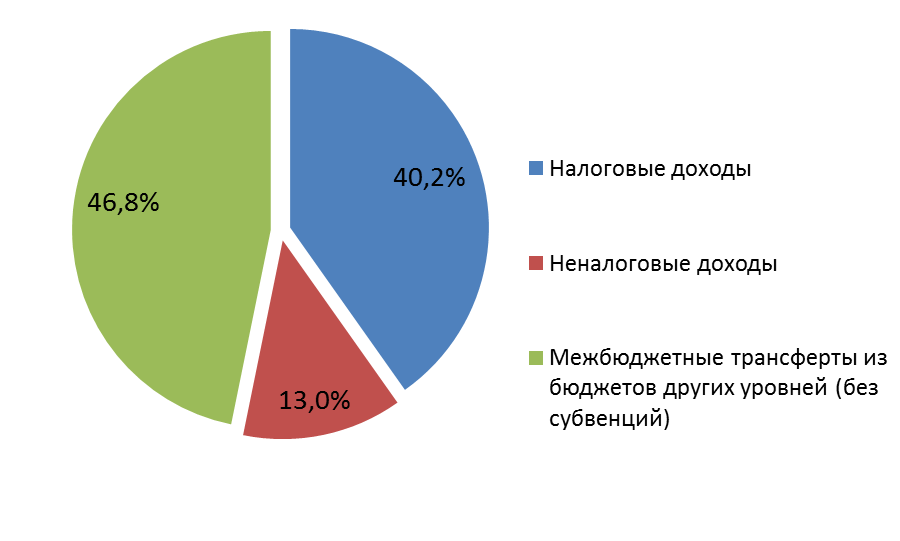 40,2%
46,8%
13,0%
Налоговые доходы
Неналоговые доходы
Межбюджетные трансферты из
бюджетов других уровней (без
субвенций)